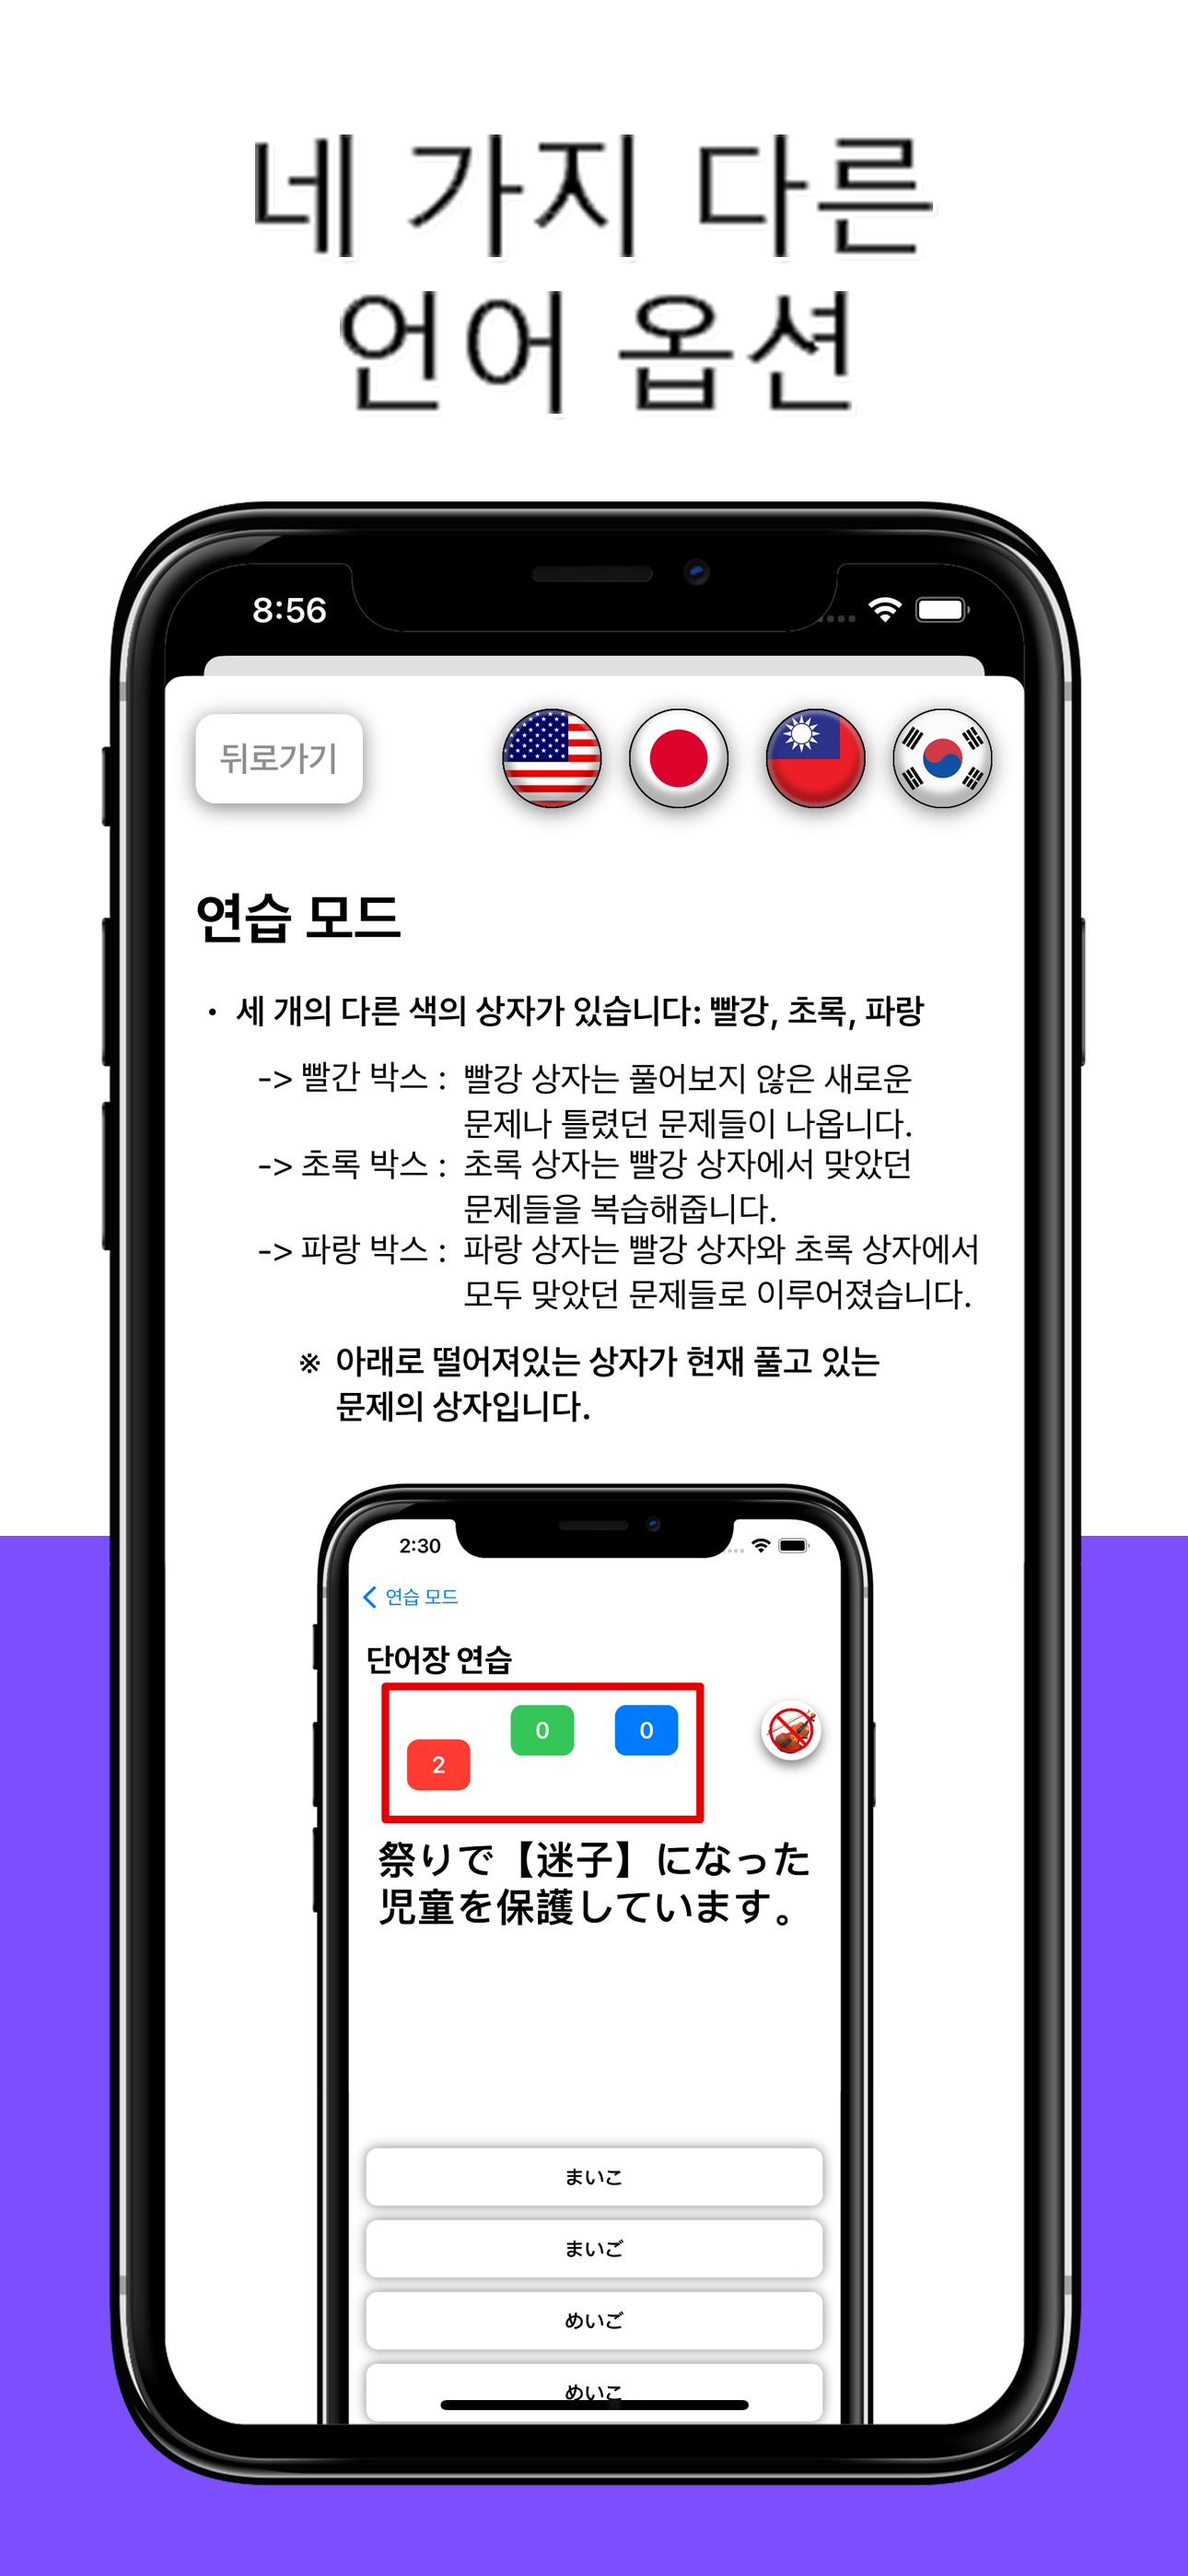 네 가지 다른
언어 옵션
8:56
뒤로가기
연습 모드
• 세 개의 다른 색의 상자가 있습니다: 빨강, 초록, 파랑
-> 빨간 박스 : 빨강 상자는 풀어보지 않은 새로운
문제나 틀렸던 문제들이 나옵니다.
-> 초록 박스 : 초록 상자는 빨강 상자에서 맞았던
문제들을 복습해줍니다.
-> 파랑 박스 : 파랑 상자는 빨강 상자와 초록 상자에서
모두 맞았던 문제들로 이루어졌습니다.
※ 아래로 떨어져있는 상자가 현재 풀고 있는
문제의 상자입니다.
2:30
연습 모드
단어장 연습
2 0 0
祭りで【迷子】になった
児童を保護しています。
まいこ
まいご
めいご
めいこ